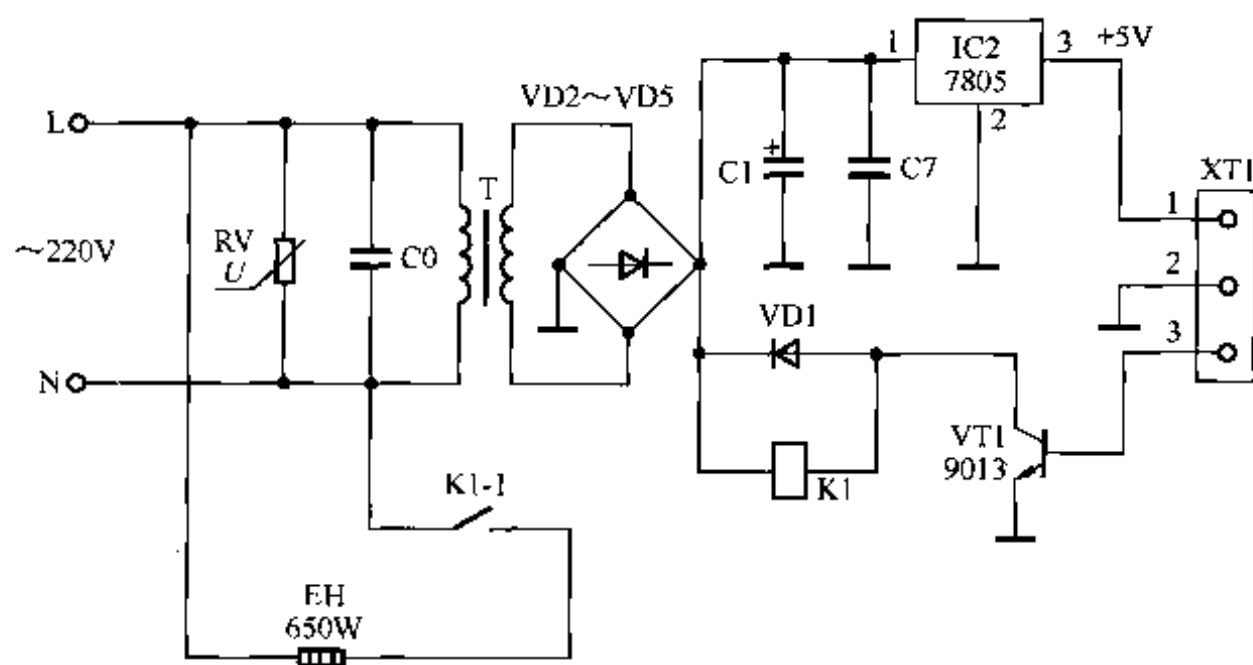 1
IC2
7805
3
+5V
2
VD2～VD5
L
C1
+
C7
T
XT1
1
～220V
RV
U
C0
2
VD1
3
N
VT1
9013
K1-1
K1
EH
650W